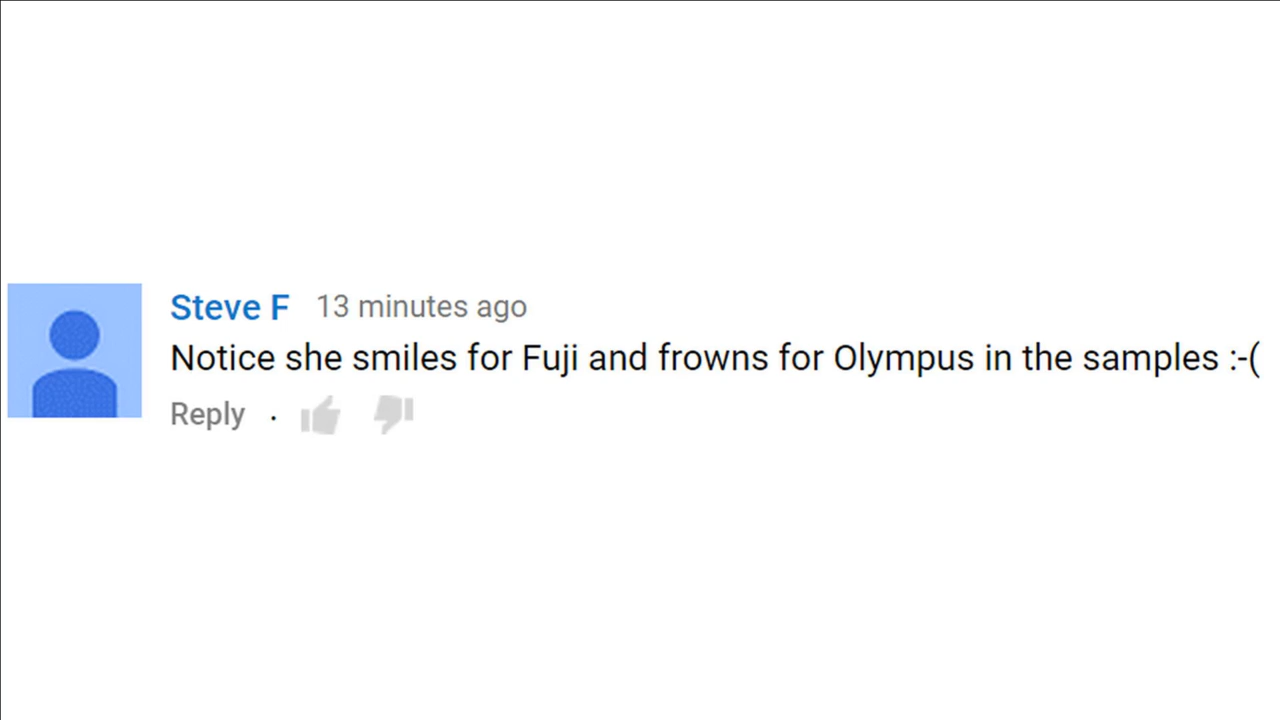 Steve F 13 minutes ago
Notice she smiles for Fuji and frowns for Olympus in the samples :-(
Reply ·